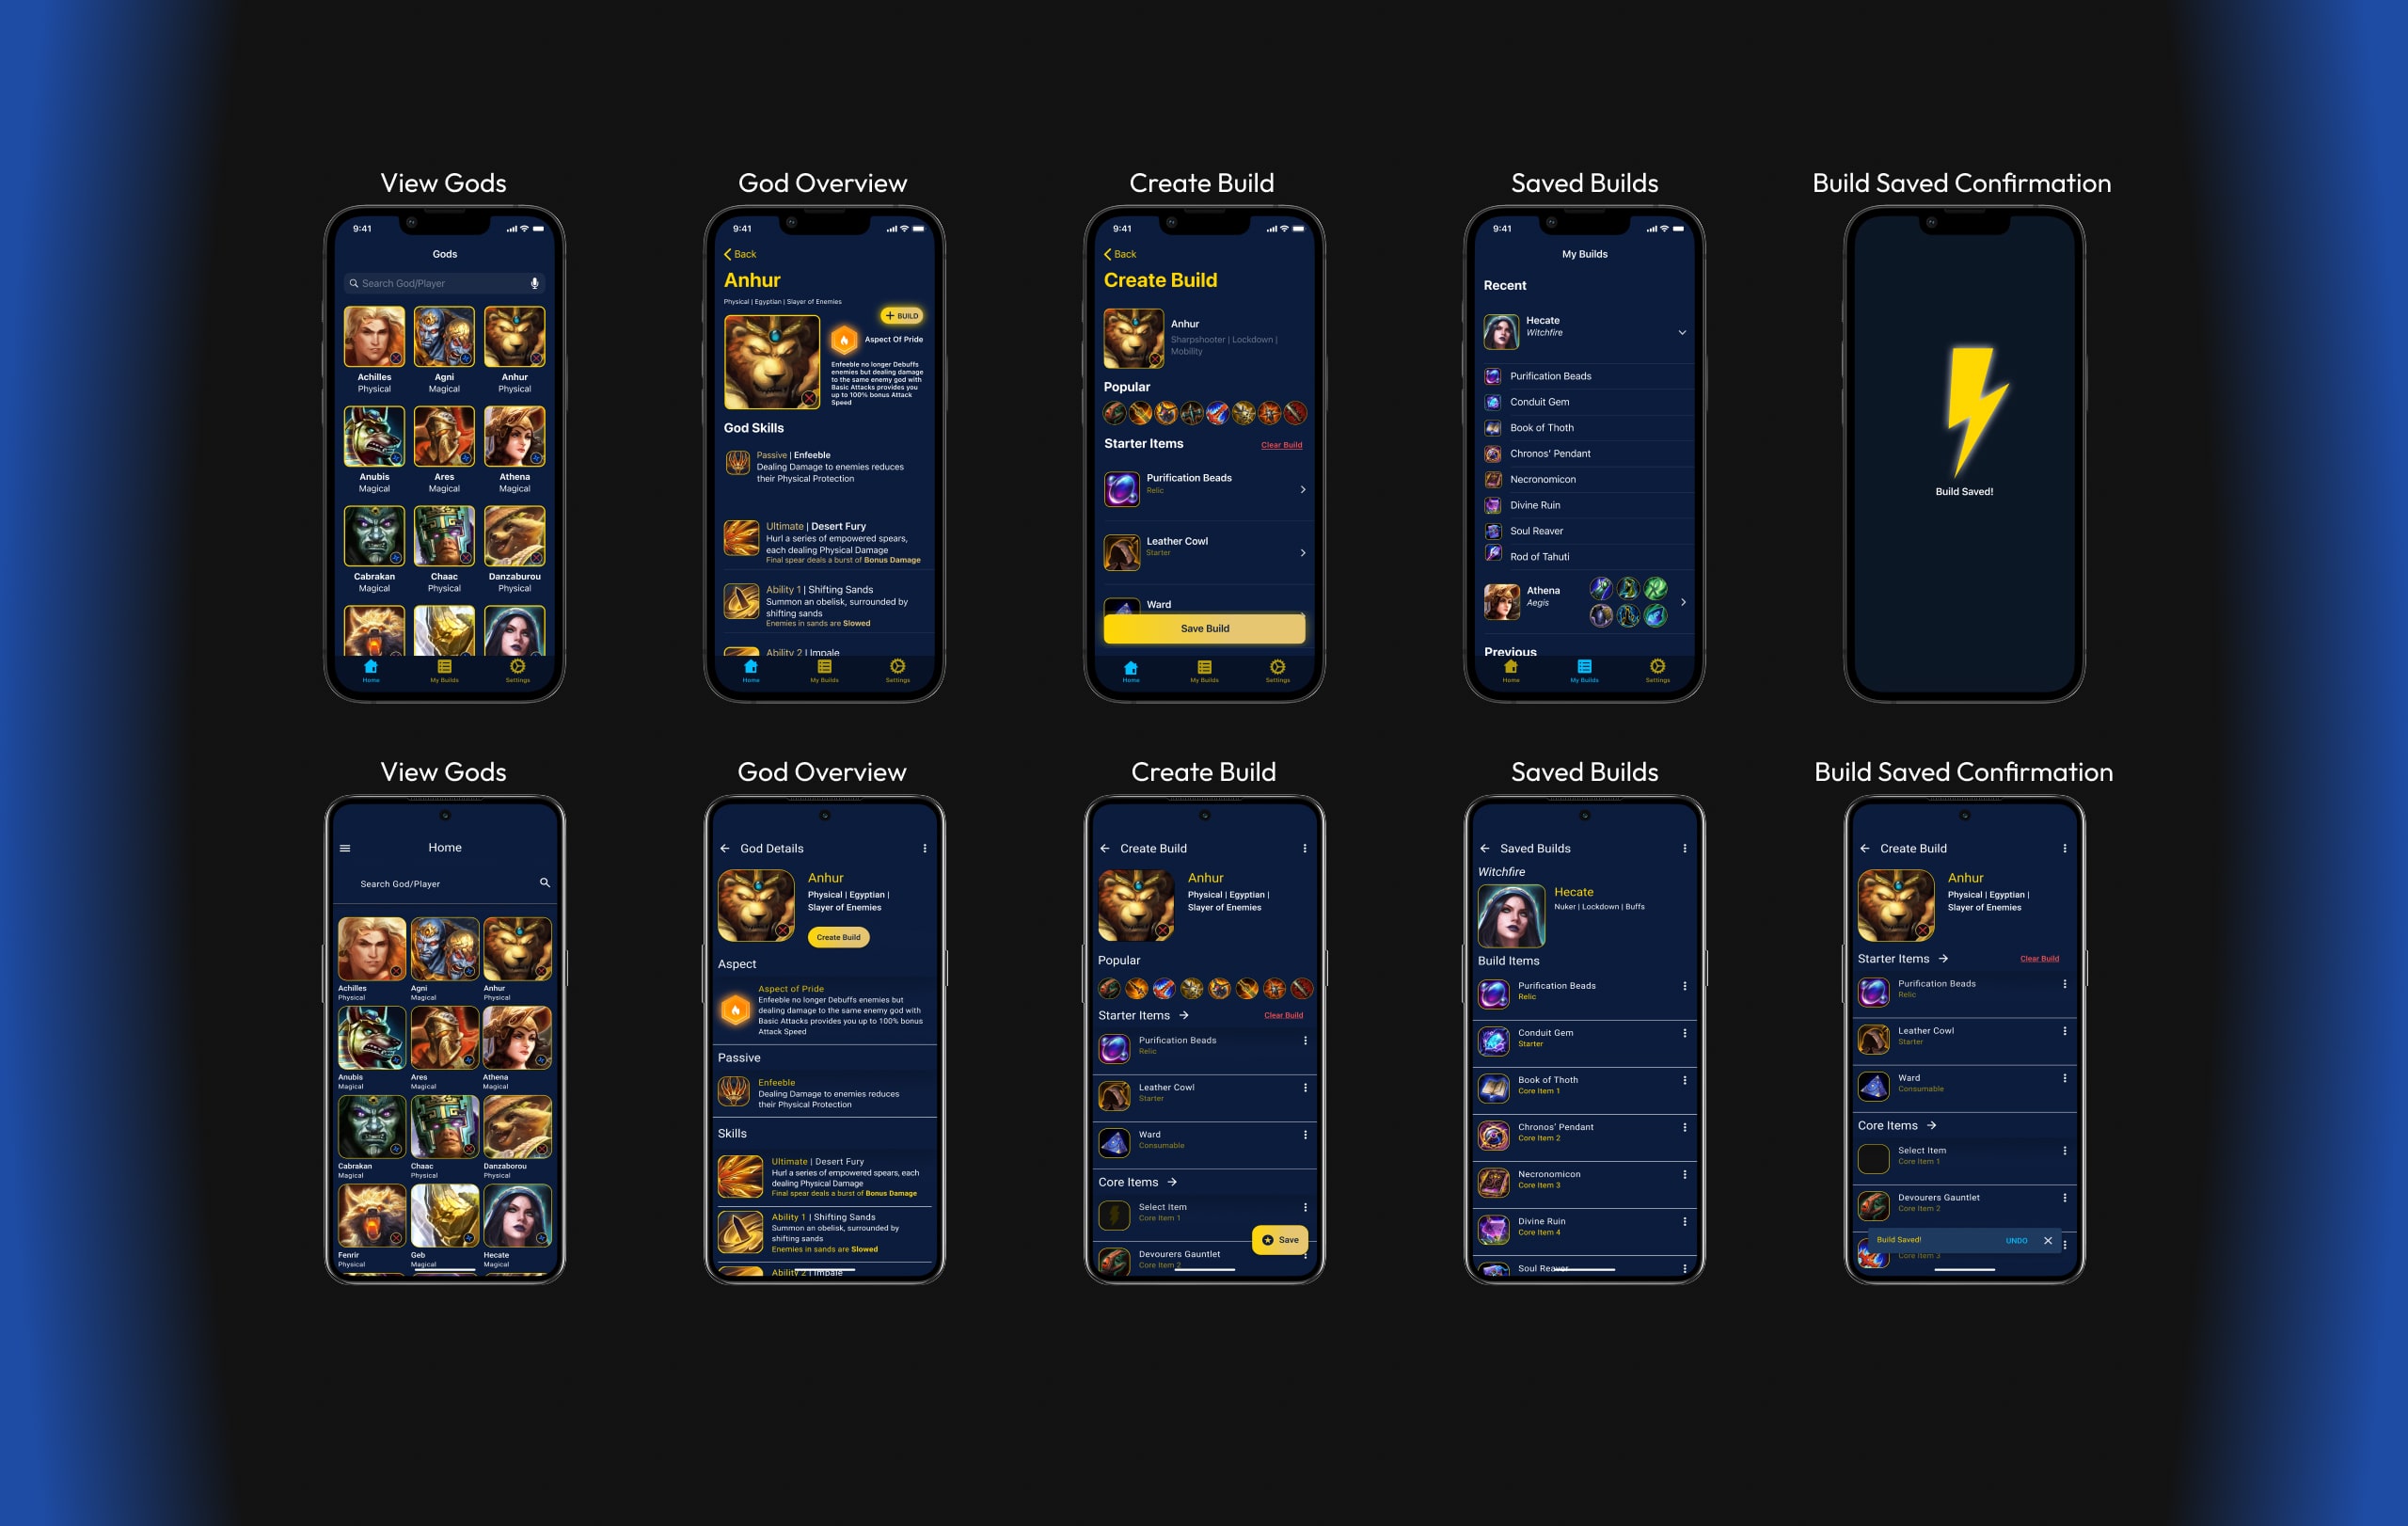 View Gods
9:41
Gods
Search God/Player
Achilles
Physical
Agni
Magical
Anhur
Physical
Anubis
Magical
Ares
Magical
Athena
Magical
Cabrakan
Magical
Chaac
Physical
Danzaburou
Physical
Home
My Builds
Settings
God Overview
9:41
Back
Anhur
Physical | Egyptian | Slayer of Enemies
BUILD
Aspect Of Pride
Enfeeble no longer Debuffs
enemies but dealing damage
to the same enemy god with
Basic Attacks provides you
up to 100% bonus Attack
Speed
God Skills
Passive | Enfeeble
Dealing Damage to enemies reduces
their Physical Protection
Ultimate | Desert Fury
Hurl a series of empowered spears,
each dealing Physical Damage
Final spear deals a burst of Bonus Damage
Ability 1 | Shifting Sands
Summon an obelisk, surrounded by
shifting sands
Enemies in sands are Slowed
Ability 2 | Impale
Home
My Builds
Settings
Create Build
9:41
Back
Create Build
Anhur
Sharpshooter | Lockdown |
Mobility
Popular
Starter Items
Clear Build
Purification Beads
Relic
Leather Cowl
Starter
Ward
Save Build
Home
My Builds
Settings
Saved Builds
9:41
My Builds
Recent
Hecate
Witchfire
Purification Beads
Conduit Gem
Book of Thoth
Chronos' Pendant
Necronomicon
Divine Ruin
Soul Reaver
Rod of Tahuti
Athena
Aegis
Previous
Home
My Builds
Settings
Build Saved Confirmation
Build Saved!
View Gods
Home
Search God/Player
Achilles
Physical
Agni
Magical
Anhur
Physical
Anubis
Magical
Ares
Magical
Athena
Magical
Cabrakan
Magical
Chaac
Physical
Danzaborou
Physical
Fenrir
Physical
Geb
Magical
Hecate
Magical
God Overview
God Details
Anhur
Physical | Egyptian |
Slayer of Enemies
Create Build
Aspect
Aspect of Pride
Enfeeble no longer Debuffs enemies but
dealing damage to the same enemy god with
Basic Attacks provides you up to 100% bonus
Attack Speed
Passive
Enfeeble
Dealing Damage to enemies reduces
their Physical Protection
Skills
Ultimate | Desert Fury
Hurl a series of empowered spears, each
dealing Physical Damage
Final spear deals a burst of Bonus Damage
Ability 1 | Shifting Sands
Summon an obelisk, surrounded by
shifting sands
Enemies in sands are Slowed
Ability 2 | Impale
Create Build
Create Build
Anhur
Physical | Egyptian |
Slayer of Enemies
Popular
Starter Items
Clear Build
Purification Beads
Relic
Leather Cowl
Starter
Ward
Consumable
Core Items
Select Item
Core Item 1
Save
Devourers Gauntlet
Core Item 2
Saved Builds
Saved Builds
Witchfire
Hecate
Nuker | Lockdown | Buffs
Build Items
Purification Beads
Relic
Conduit Gem
Starter
Book of Thoth
Core Item 1
Chronos' Pendant
Core Item 2
Necronomicon
Core Item 3
Divine Ruin
Core Item 4
Soul Reaver
Build Saved Confirmation
Create Build
Anhur
Physical | Egyptian |
Slayer of Enemies
Starter Items
Clear Build
Purification Beads
Relic
Leather Cowl
Starter
Ward
Consumable
Core Items
Select Item
Core Item 1
Devourers Gauntlet
Core Item 2
Build Saved!
UNDO
Core Item 3